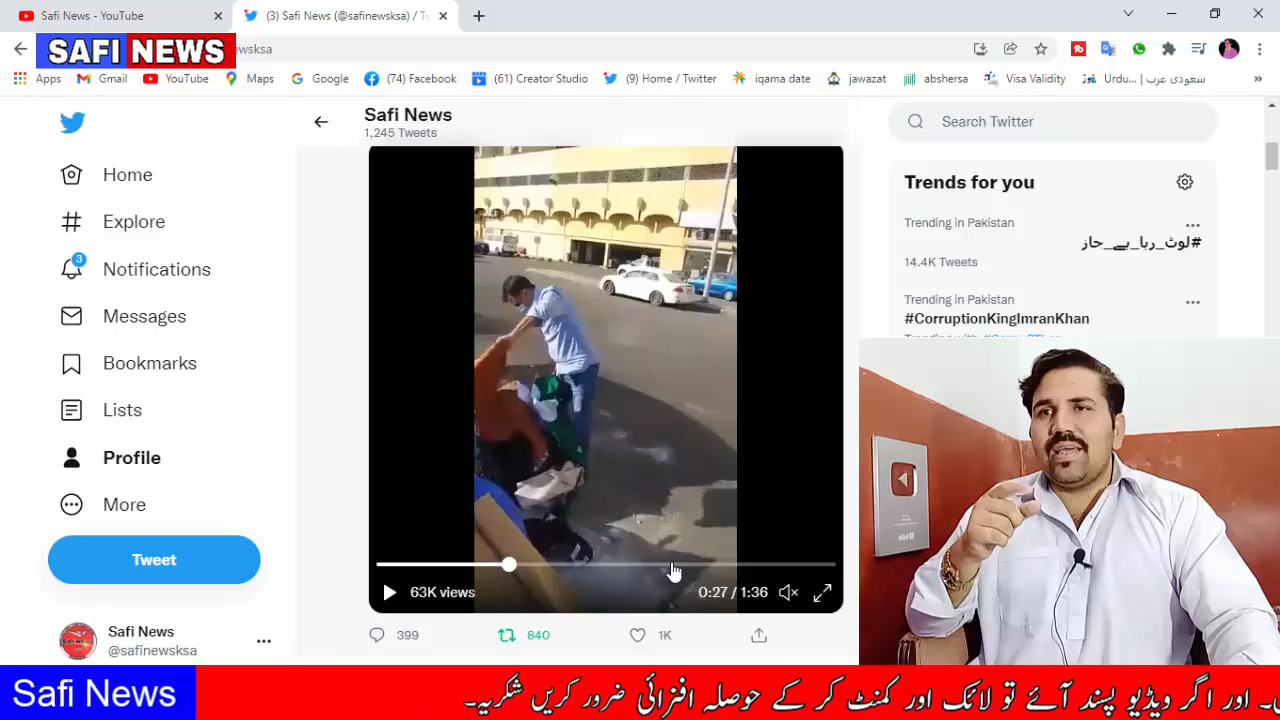 Safi News - YouTube
(3) Safi News (@safinewsksa) / Tw
SAFI NEWS
wsksa
Apps
Gmail
YouTube
Maps
Google
(74) Facebook
(61) Creator Studio
(9) Home / Twitter
iqama date
jawazat
abshersa
Visa Validity
Urdu... سعودی عرب |
Safi News
1,245 Tweets
Search Twitter
Home
Explore
3
Notifications
Messages
Bookmarks
Lists
Profile
More
Tweet
Safi News
@safinewsksa
Trends for you
Trending in Pakistan
#لوٹ_رہا_ہے_حاز
14.4K Tweets
Trending in Pakistan
#CorruptionKingImranKhan
63K views
0:27 / 1:36
399
840
1K
Safi News
اور اگر ویڈیو پسند آئے تو لائک اور کمنٹ کر کے حوصلہ افزائی ضرور کریں شکریہ۔